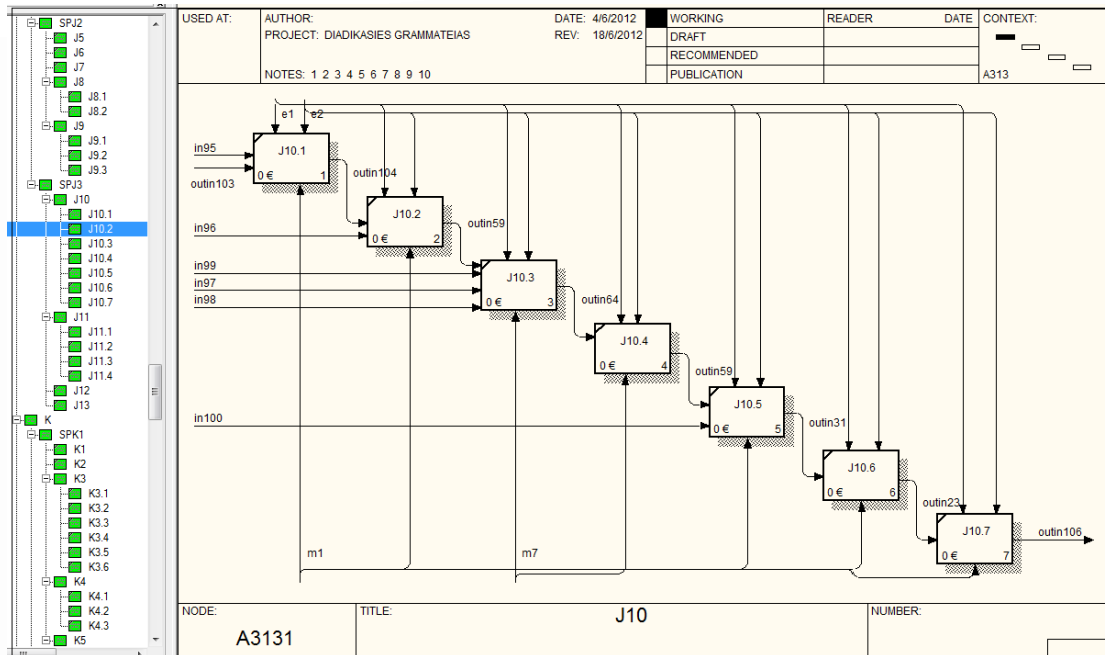 SPJ2
J5
J6
J7
J8
J8.1
J8.2
J9
J9.1
J9.2
J9.3
SPJ3
J10
J10.1
J10.2
J10.3
J10.4
J10.5
J10.6
J10.7
J11
J11.1
J11.2
J11.3
J11.4
J12
J13
K
SPK1
K1
K2
K3
K3.1
K3.2
K3.3
K3.4
K3.5
K3.6
K4
K4.1
K4.2
K4.3
K5
USED AT:
AUTHOR:
DATE: 4/6/2012
PROJECT: DIADIKASIES GRAMMATEIAS
REV: 18/6/2012
NOTES: 1 2 3 4 5 6 7 8 9 10
WORKING
DRAFT
RECOMMENDED
PUBLICATION
READER DATE
CONTEXT:
A313
e1
e2
in95
outin103
J10.1
0 € 1
outin104
in96
J10.2
0 € 2
outin59
in99
in97
in98
J10.3
0 € 3
outin64
J10.4
0 € 4
outin59
in100
J10.5
0 € 5
outin31
J10.6
0 € 6
outin23
J10.7
0 € 7
outin106
m1
m7
NODE:
A3131
TITLE:
J10
NUMBER: